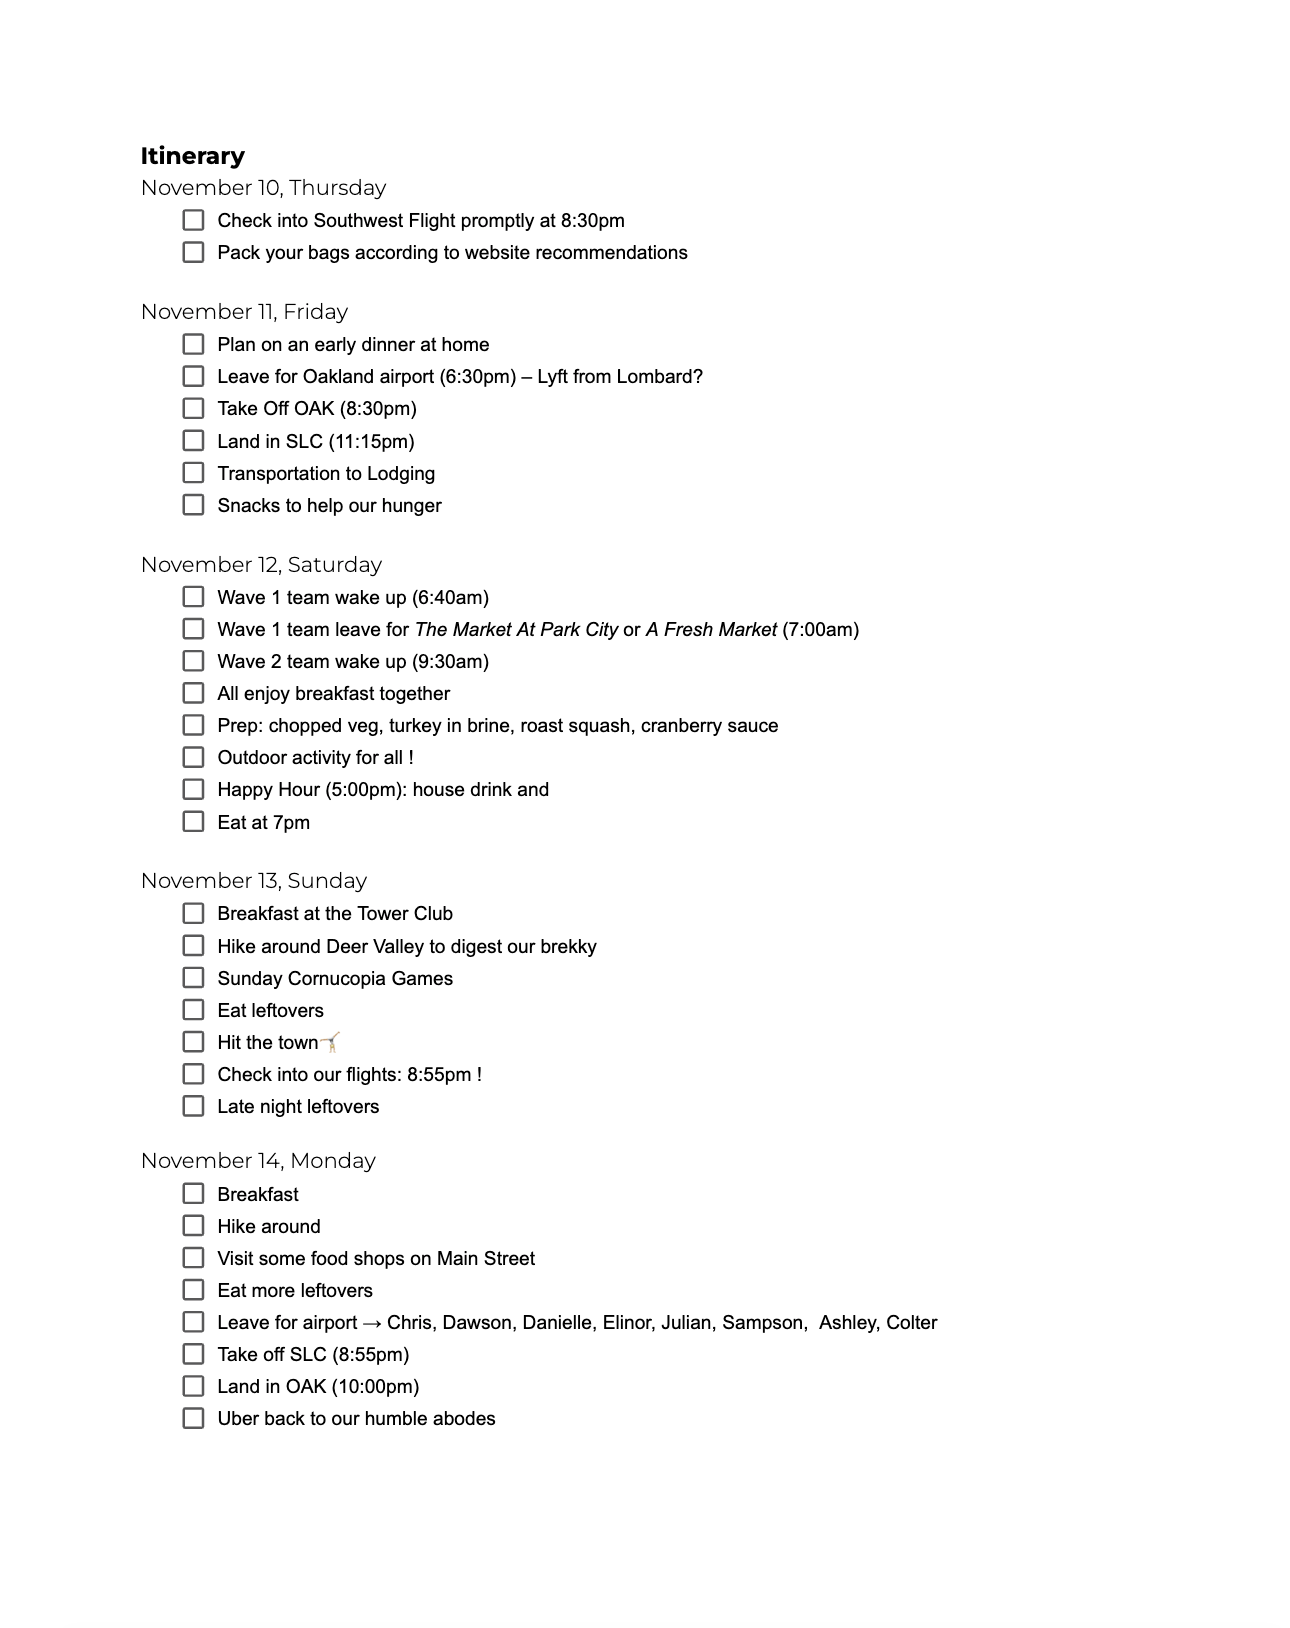 Itinerary
November 10, Thursday
Check into Southwest Flight promptly at 8:30pm
Pack your bags according to website recommendations
November 11, Friday
Plan on an early dinner at home
Leave for Oakland airport (6:30pm) – Lyft from Lombard?
Take Off OAK (8:30pm)
Land in SLC (11:15pm)
Transportation to Lodging
Snacks to help our hunger
November 12, Saturday
Wave 1 team wake up (6:40am)
Wave 1 team leave for The Market At Park City or A Fresh Market (7:00am)
Wave 2 team wake up (9:30am)
All enjoy breakfast together
Prep: chopped veg, turkey in brine, roast squash, cranberry sauce
Outdoor activity for all !
Happy Hour (5:00pm): house drink and
Eat at 7pm
November 13, Sunday
Breakfast at the Tower Club
Hike around Deer Valley to digest our brekky
Sunday Cornucopia Games
Eat leftovers
Hit the town
Check into our flights: 8:55pm !
Late night leftovers
November 14, Monday
Breakfast
Hike around
Visit some food shops on Main Street
Eat more leftovers
Leave for airport → Chris, Dawson, Danielle, Elinor, Julian, Sampson,  Ashley, Colter
Take off SLC (8:55pm)
Land in OAK (10:00pm)
Uber back to our humble abodes